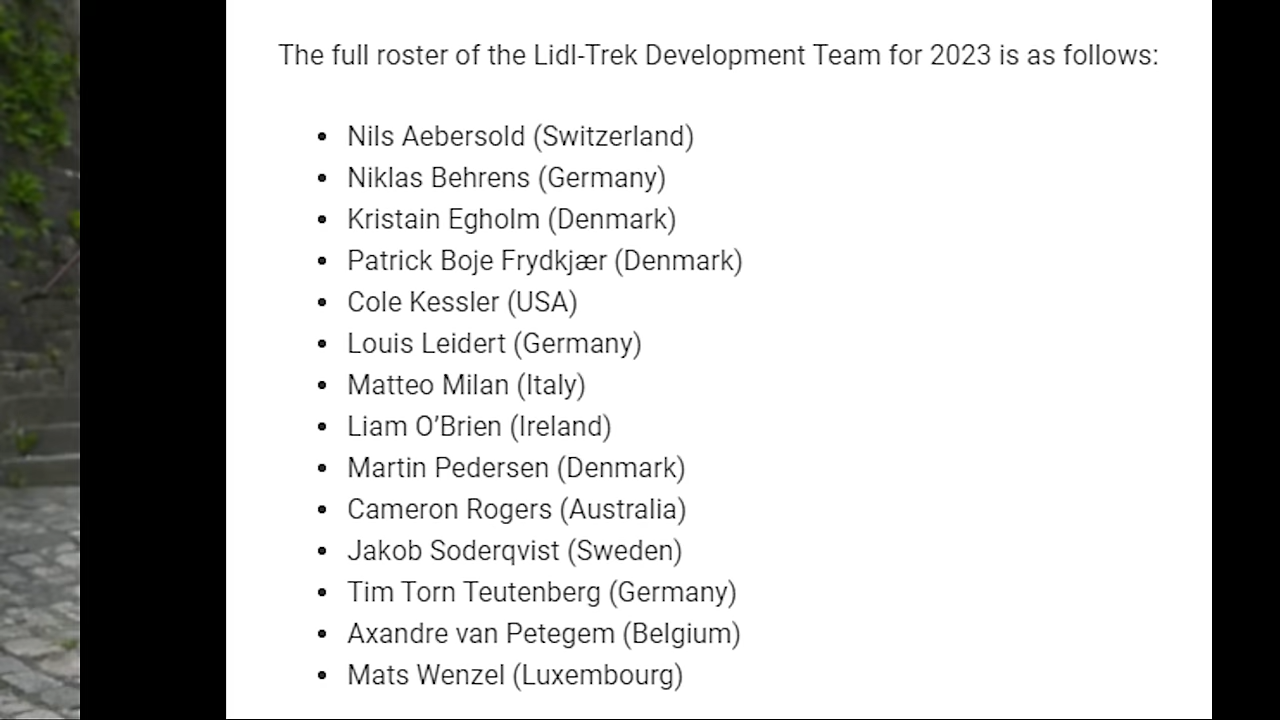 The full roster of the Lidl-Trek Development Team for 2023 is as follows:
• Nils Aebersold (Switzerland)
• Niklas Behrens (Germany)
• Kristain Egholm (Denmark)
• Patrick Boje Frydkjær (Denmark)
• Cole Kessler (USA)
• Louis Leidert (Germany)
• Matteo Milan (Italy)
• Liam O’Brien (Ireland)
• Martin Pedersen (Denmark)
• Cameron Rogers (Australia)
• Jakob Soderqvist (Sweden)
• Tim Torn Teutenberg (Germany)
• Axandre van Petegem (Belgium)
• Mats Wenzel (Luxembourg)